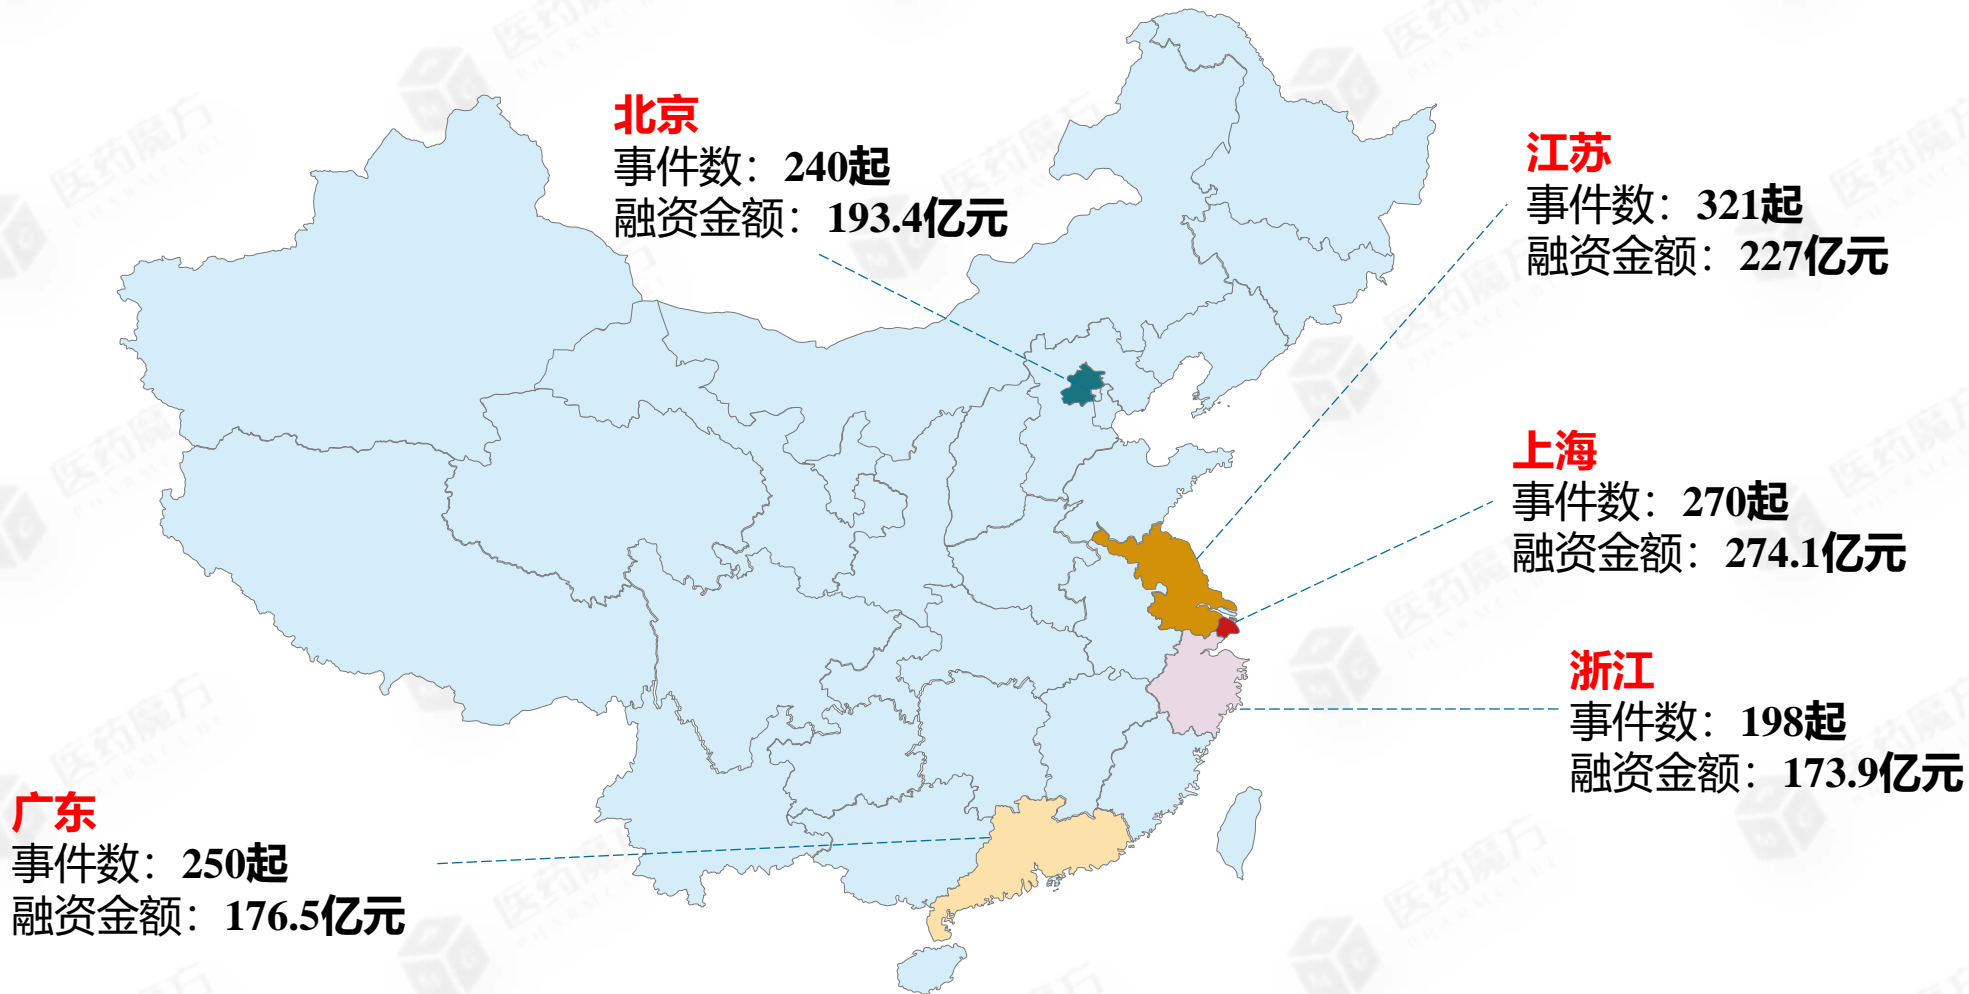 北京
事件数：240起
融资金额：193.4亿元
江苏
事件数：321起
融资金额：227亿元
上海
事件数：270起
融资金额：274.1亿元
浙江
事件数：198起
融资金额：173.9亿元
广东
事件数：250起
融资金额：176.5亿元
医药魔方